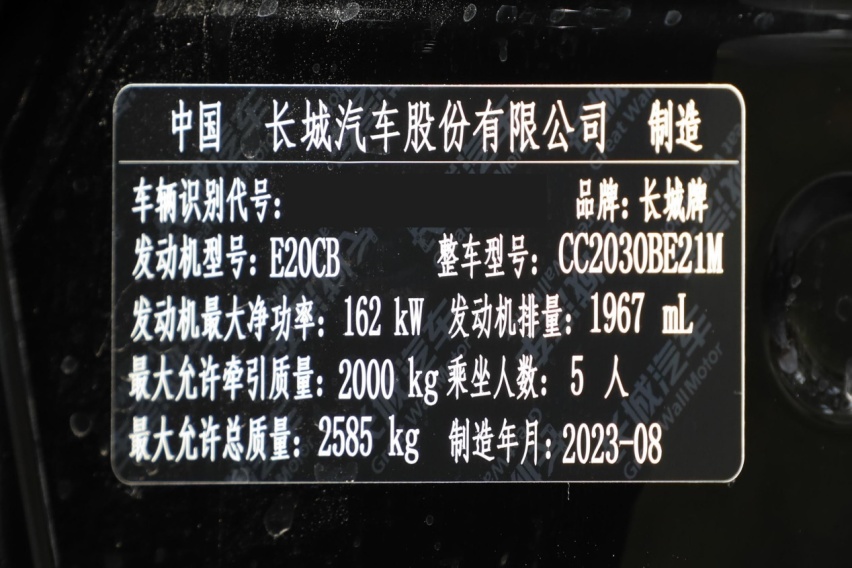 中国 长城汽车股份有限公司 制造
车辆识别代号: 品牌: 长城牌
发动机型号: E20CB 整车型号: CC2030BE21M
发动机最大净功率: 162 kW 发动机排量: 1967 mL
最大允许牵引质量: 2000 kg 乘坐人数: 5 人
最大允许总质量: 2585 kg 制造年月: 2023-08